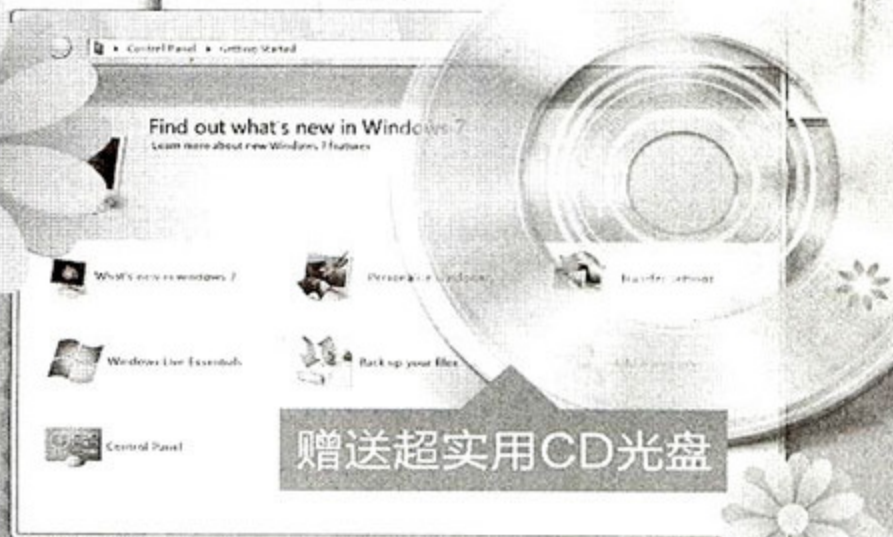 Control Panel ▸ Getting Started
Find out what's new in Windows 7
Learn more about new Windows 7 features
What's new in windows 7
Personalize Windows
Transfer settings
Windows Live Essentials
Back up your files
Control Panel
赠送超实用CD光盘